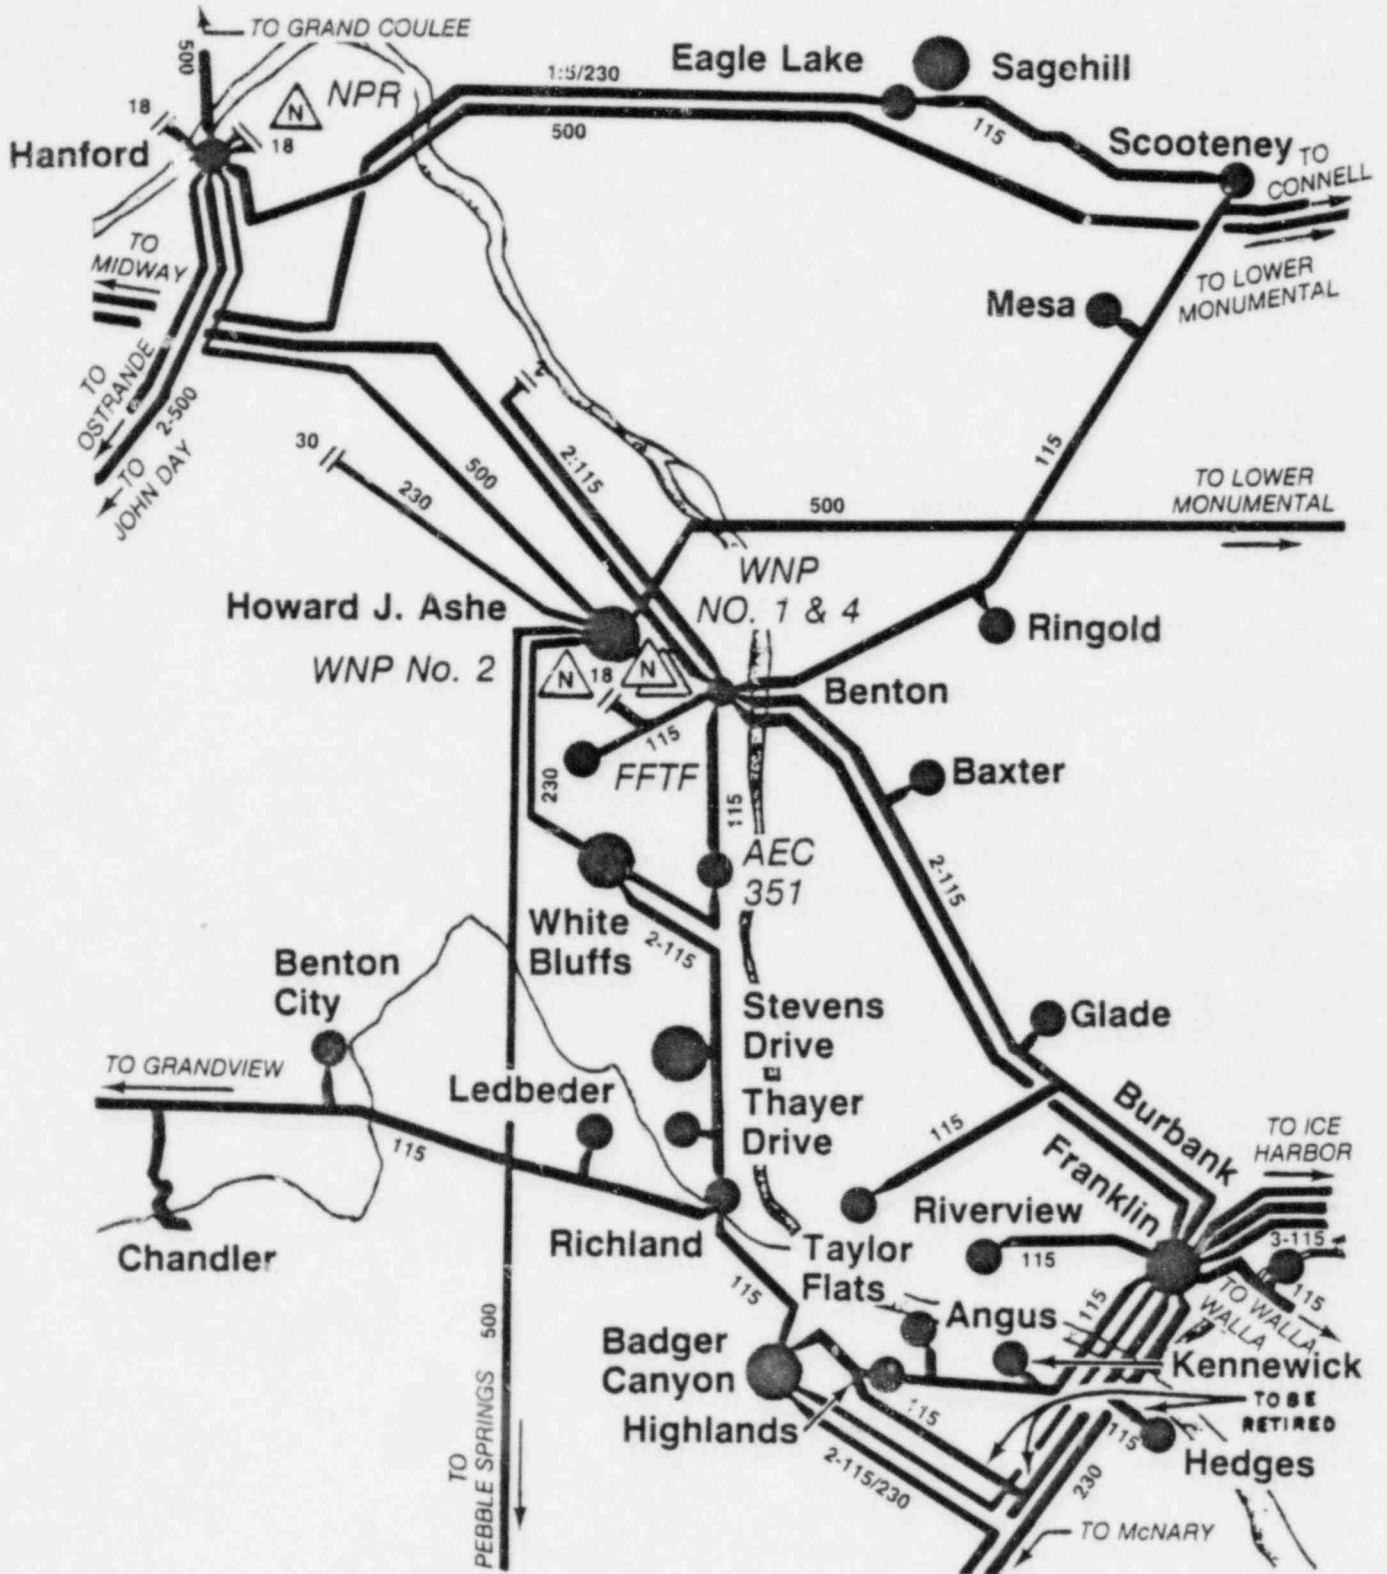 TO GRAND COULEE
500
Eagle Lake
Sagehill
1:5/230
NPR
N
18
500
115
Hanford
18
Scooteney
TO
CONNELL
TO
MIDWAY
TO LOWER
MONUMENTAL
Mesa
TO
OSTRANDE
2-500
TO
JOHN DAY
30
230
500
2:115
115
500
TO LOWER
MONUMENTAL
WNP
NO. 1 & 4
Howard J. Ashe
Ringold
WNP No. 2
N
18
N
Benton
115
FFTF
230
115
Baxter
AEC
351
2-115
White
Bluffs
2-115
Benton
City
Stevens
Drive
Glade
TO GRANDVIEW
Ledbeder
Thayer
Drive
Burbank
115
115
Franklin
TO ICE
HARBOR
Riverview
Richland
Taylor
Flats
115
3-115
Chandler
115
115
115
TO WALLA
WALLA
500
Angus
Badger
Canyon
Kennewick
TO BE
RETIRED
Highlands
115
115
Hedges
2-115/230
230
TO
PEBBLE SPRINGS
TO McNARY